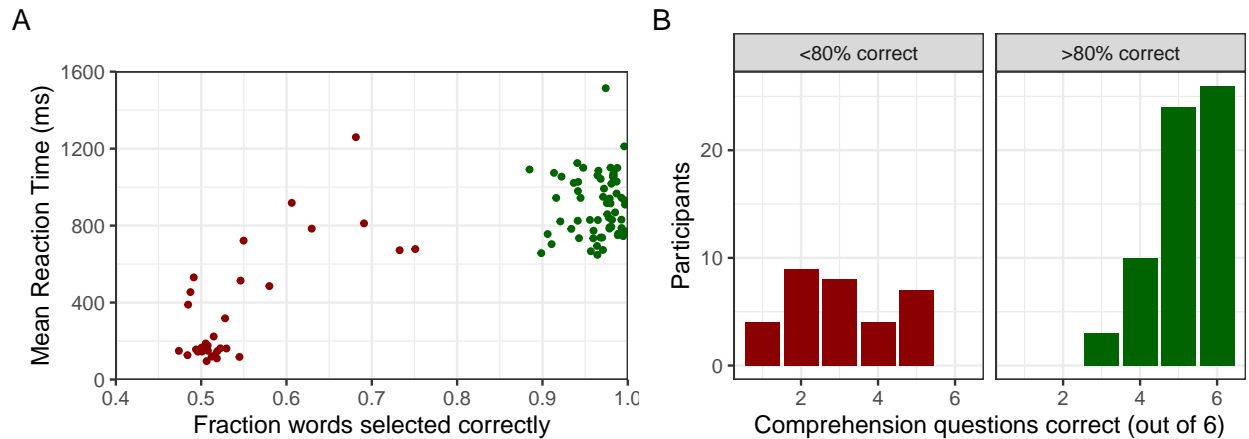 A
Mean Reaction Time (ms)
1600
1200
800
400
0
0.4 0.5 0.6 0.7 0.8 0.9 1.0
Fraction words selected correctly
B
<80% correct >80% correct
Participants
20
10
0
2 4 6 2 4 6
Comprehension questions correct (out of 6)